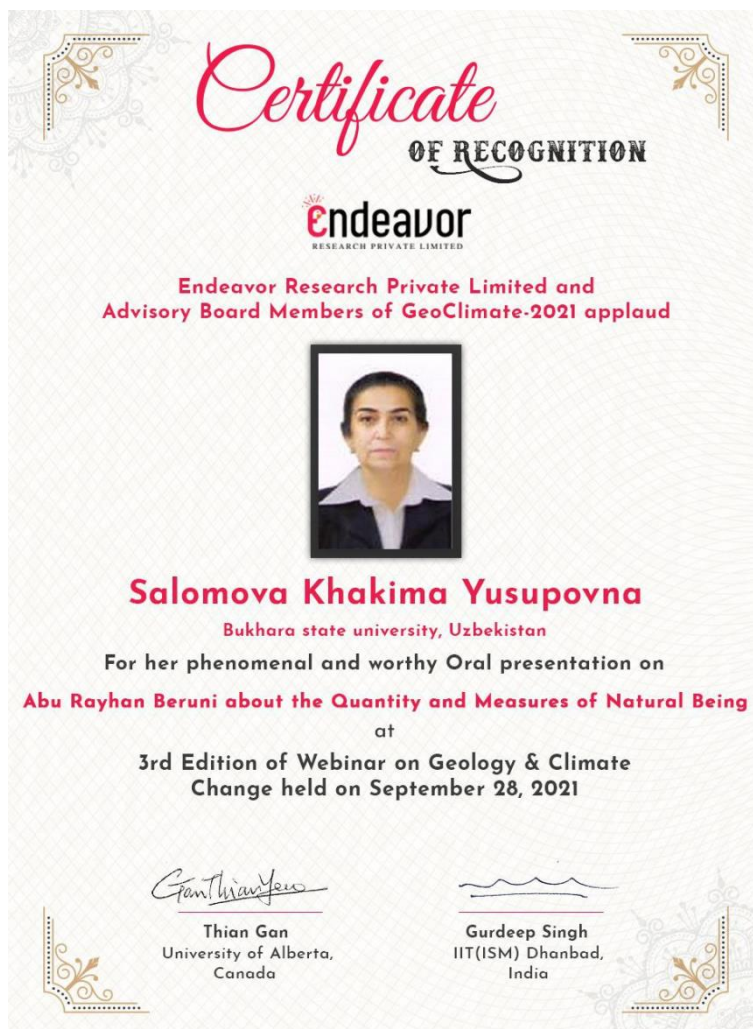 Certificate
OF RECOGNITION
Endeavor
RESEARCH PRIVATE LIMITED
Endeavor Research Private Limited and
Advisory Board Members of GeoClimate-2021 applaud
Salomova Khakima Yusupovna
Bukhara state university, Uzbekistan
For her phenomenal and worthy Oral presentation on
Abu Rayhan Beruni about the Quantity and Measures of Natural Being
at
3rd Edition of Webinar on Geology & Climate
Change held on September 28, 2021
GanThianYew
Thian Gan
University of Alberta,
Canada
Gurdeep Singh
IIT(ISM) Dhanbad,
India